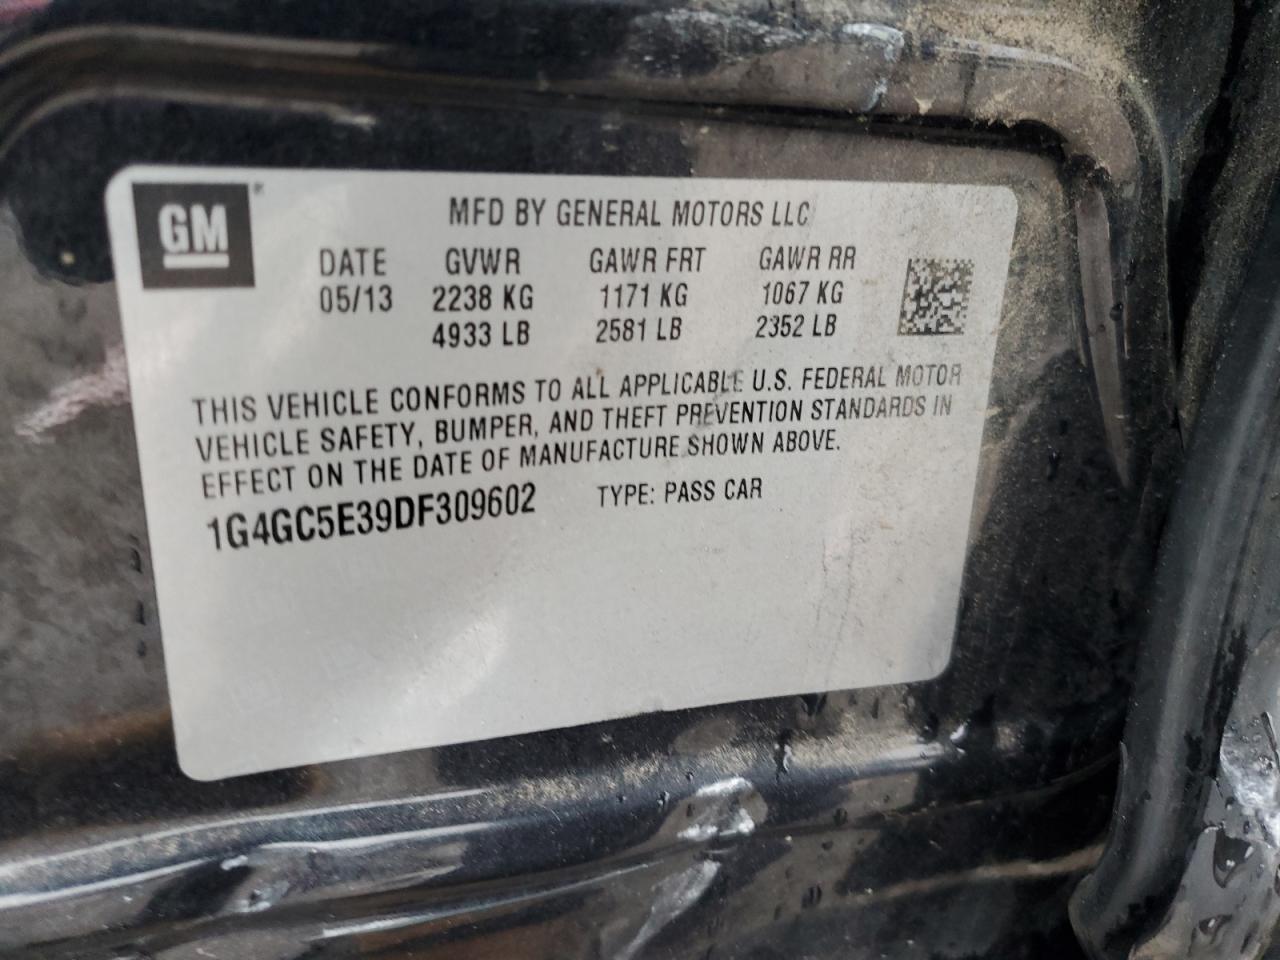 GM
MFD BY GENERAL MOTORS LLC
DATE GVWR GAWR FRT GAWR RR
05/13 2238 KG 1171 KG 1067 KG
4933 LB 2581 LB 2352 LB
THIS VEHICLE CONFORMS TO ALL APPLICABLE U.S. FEDERAL MOTOR
VEHICLE SAFETY, BUMPER, AND THEFT PREVENTION STANDARDS IN
EFFECT ON THE DATE OF MANUFACTURE SHOWN ABOVE.
1G4GC5E39DF309602 TYPE: PASS CAR